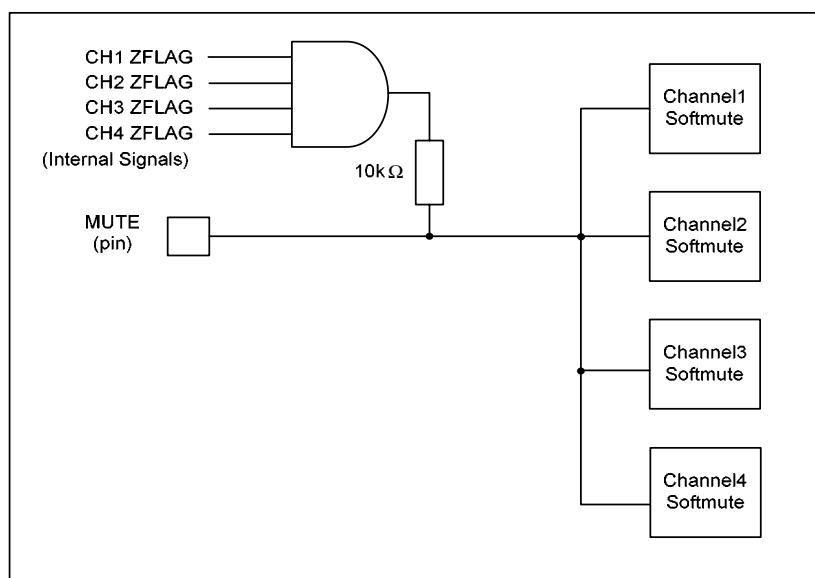 CH1 ZFLAG
CH2 ZFLAG
CH3 ZFLAG
CH4 ZFLAG
(Internal Signals)
10kΩ
MUTE
(pin)
Channel1
Softmute
Channel2
Softmute
Channel3
Softmute
Channel4
Softmute